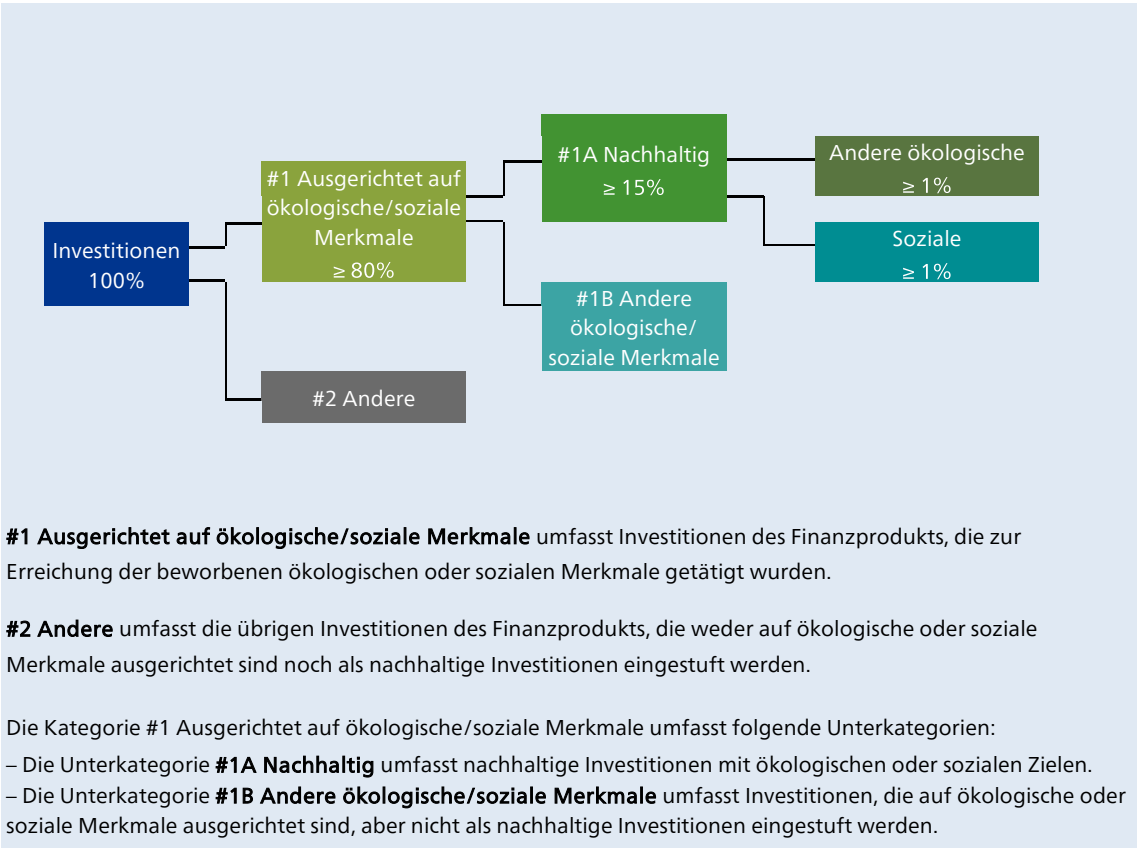 Investitionen
100%
#1 Ausgerichtet auf
ökologische/soziale
Merkmale
≥ 80%
#2 Andere
#1A Nachhaltig
≥ 15%
#1B Andere
ökologische/
soziale Merkmale
Andere ökologische
≥ 1%
Soziale
≥ 1%
#1 Ausgerichtet auf ökologische/soziale Merkmale umfasst Investitionen des Finanzprodukts, die zur
Erreichung der beworbenen ökologischen oder sozialen Merkmale getätigt wurden.
#2 Andere umfasst die übrigen Investitionen des Finanzprodukts, die weder auf ökologische oder soziale
Merkmale ausgerichtet sind noch als nachhaltige Investitionen eingestuft werden.
Die Kategorie #1 Ausgerichtet auf ökologische/soziale Merkmale umfasst folgende Unterkategorien:
– Die Unterkategorie #1A Nachhaltig umfasst nachhaltige Investitionen mit ökologischen oder sozialen Zielen.
– Die Unterkategorie #1B Andere ökologische/soziale Merkmale umfasst Investitionen, die auf ökologische oder
soziale Merkmale ausgerichtet sind, aber nicht als nachhaltige Investitionen eingestuft werden.